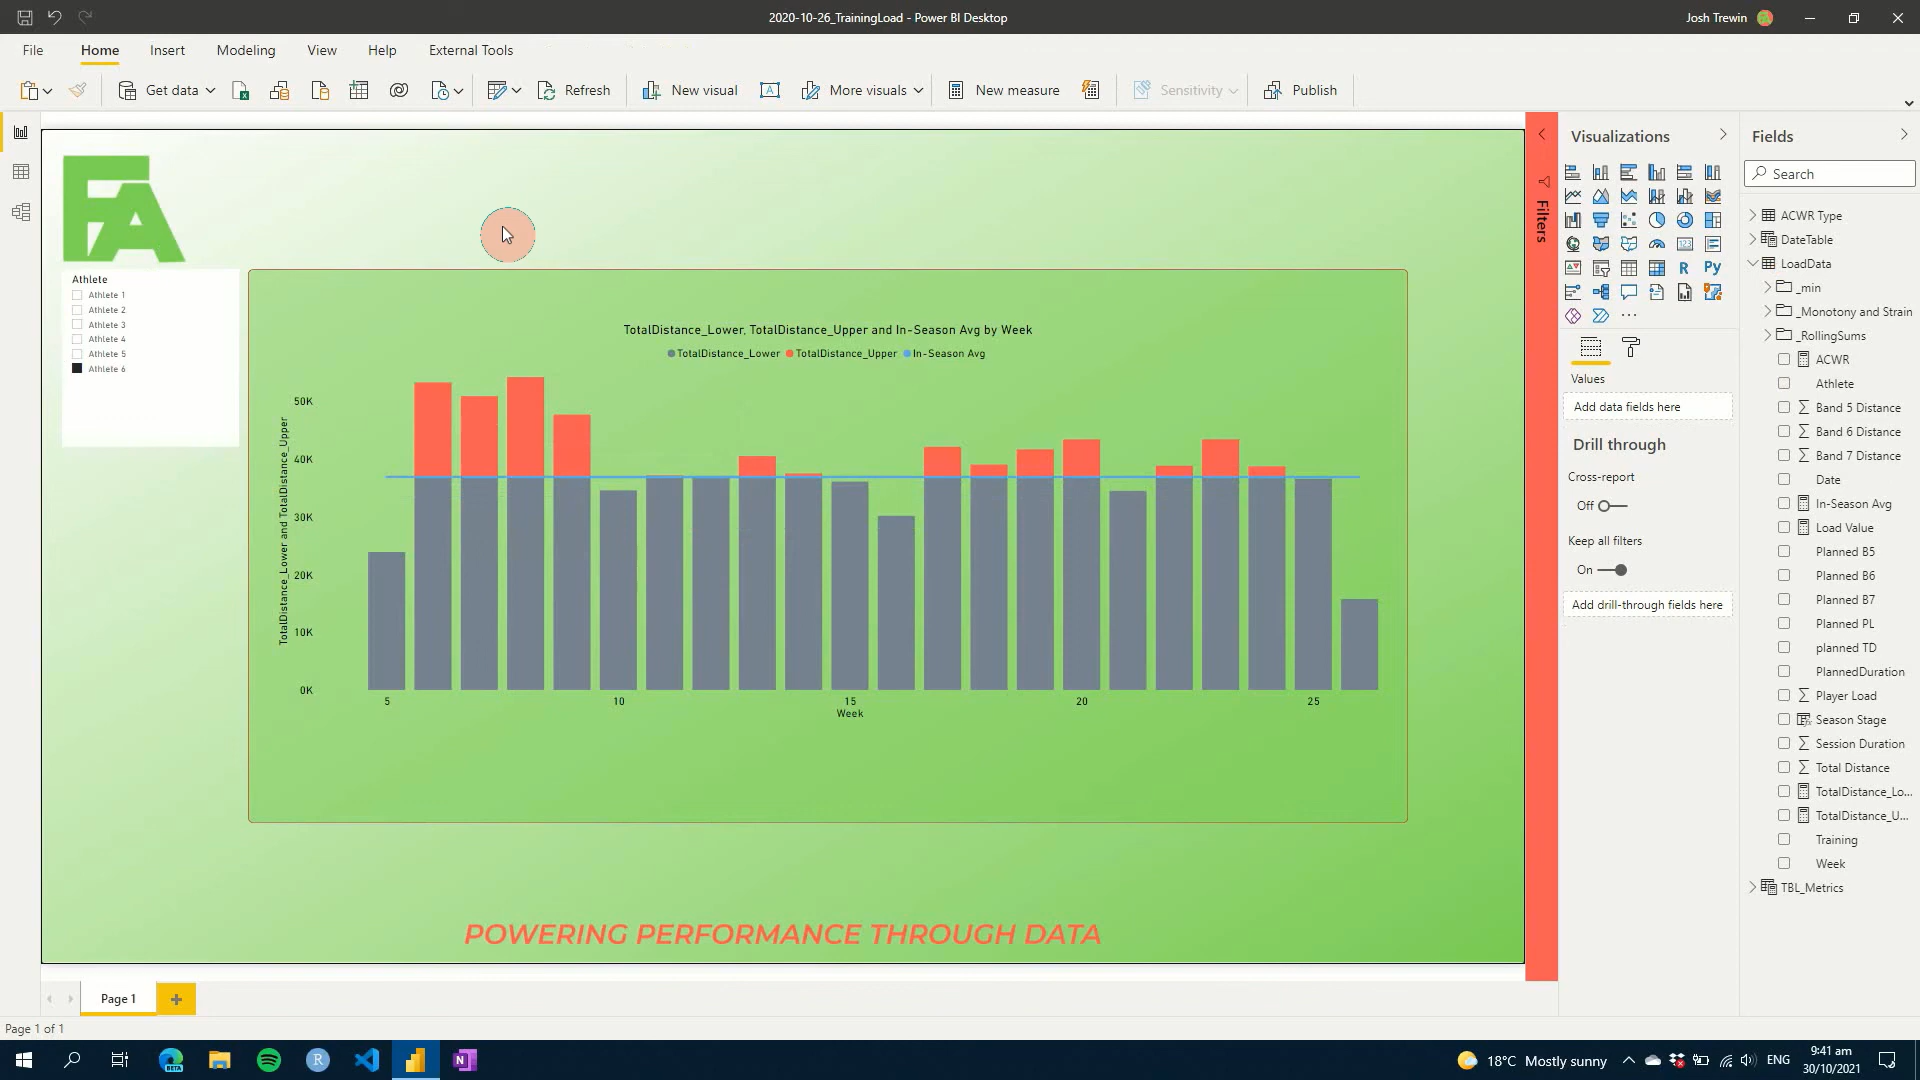 2020-10-26_TrainingLoad - Power BI Desktop
Josh Trewin
File Home Insert Modeling View Help External Tools
Get data Refresh New visual A More visuals New measure Sensitivity Publish
FA
Athlete
Athlete 1
Athlete 2
Athlete 3
Athlete 4
Athlete 5
Athlete 6
TotalDistance_Lower, TotalDistance_Upper and In-Season Avg by Week
TotalDistance_Lower TotalDistance_Upper In-Season Avg
TotalDistance_Lower and TotalDistance_Upper
50K
40K
30K
20K
10K
0K
5 10 15 20 25
Week
POWERING PERFORMANCE THROUGH DATA
Filters
Visualizations
123
R Py
Values
Add data fields here
Drill through
Cross-report
Off
Keep all filters
On
Add drill-through fields here
Fields
Search
ACWR Type
DateTable
LoadData
_min
_Monotony and Strain
_RollingSums
ACWR
Athlete
Band 5 Distance
Band 6 Distance
Band 7 Distance
Date
In-Season Avg
Load Value
Planned B5
Planned B6
Planned B7
Planned PL
planned TD
PlannedDuration
Player Load
Season Stage
Session Duration
Total Distance
TotalDistance_Lo...
TotalDistance_U...
Training
Week
TBL_Metrics
Page 1
Page 1 of 1
BETA
R
N
18°C Mostly sunny
ENG
9:41 am
30/10/2021